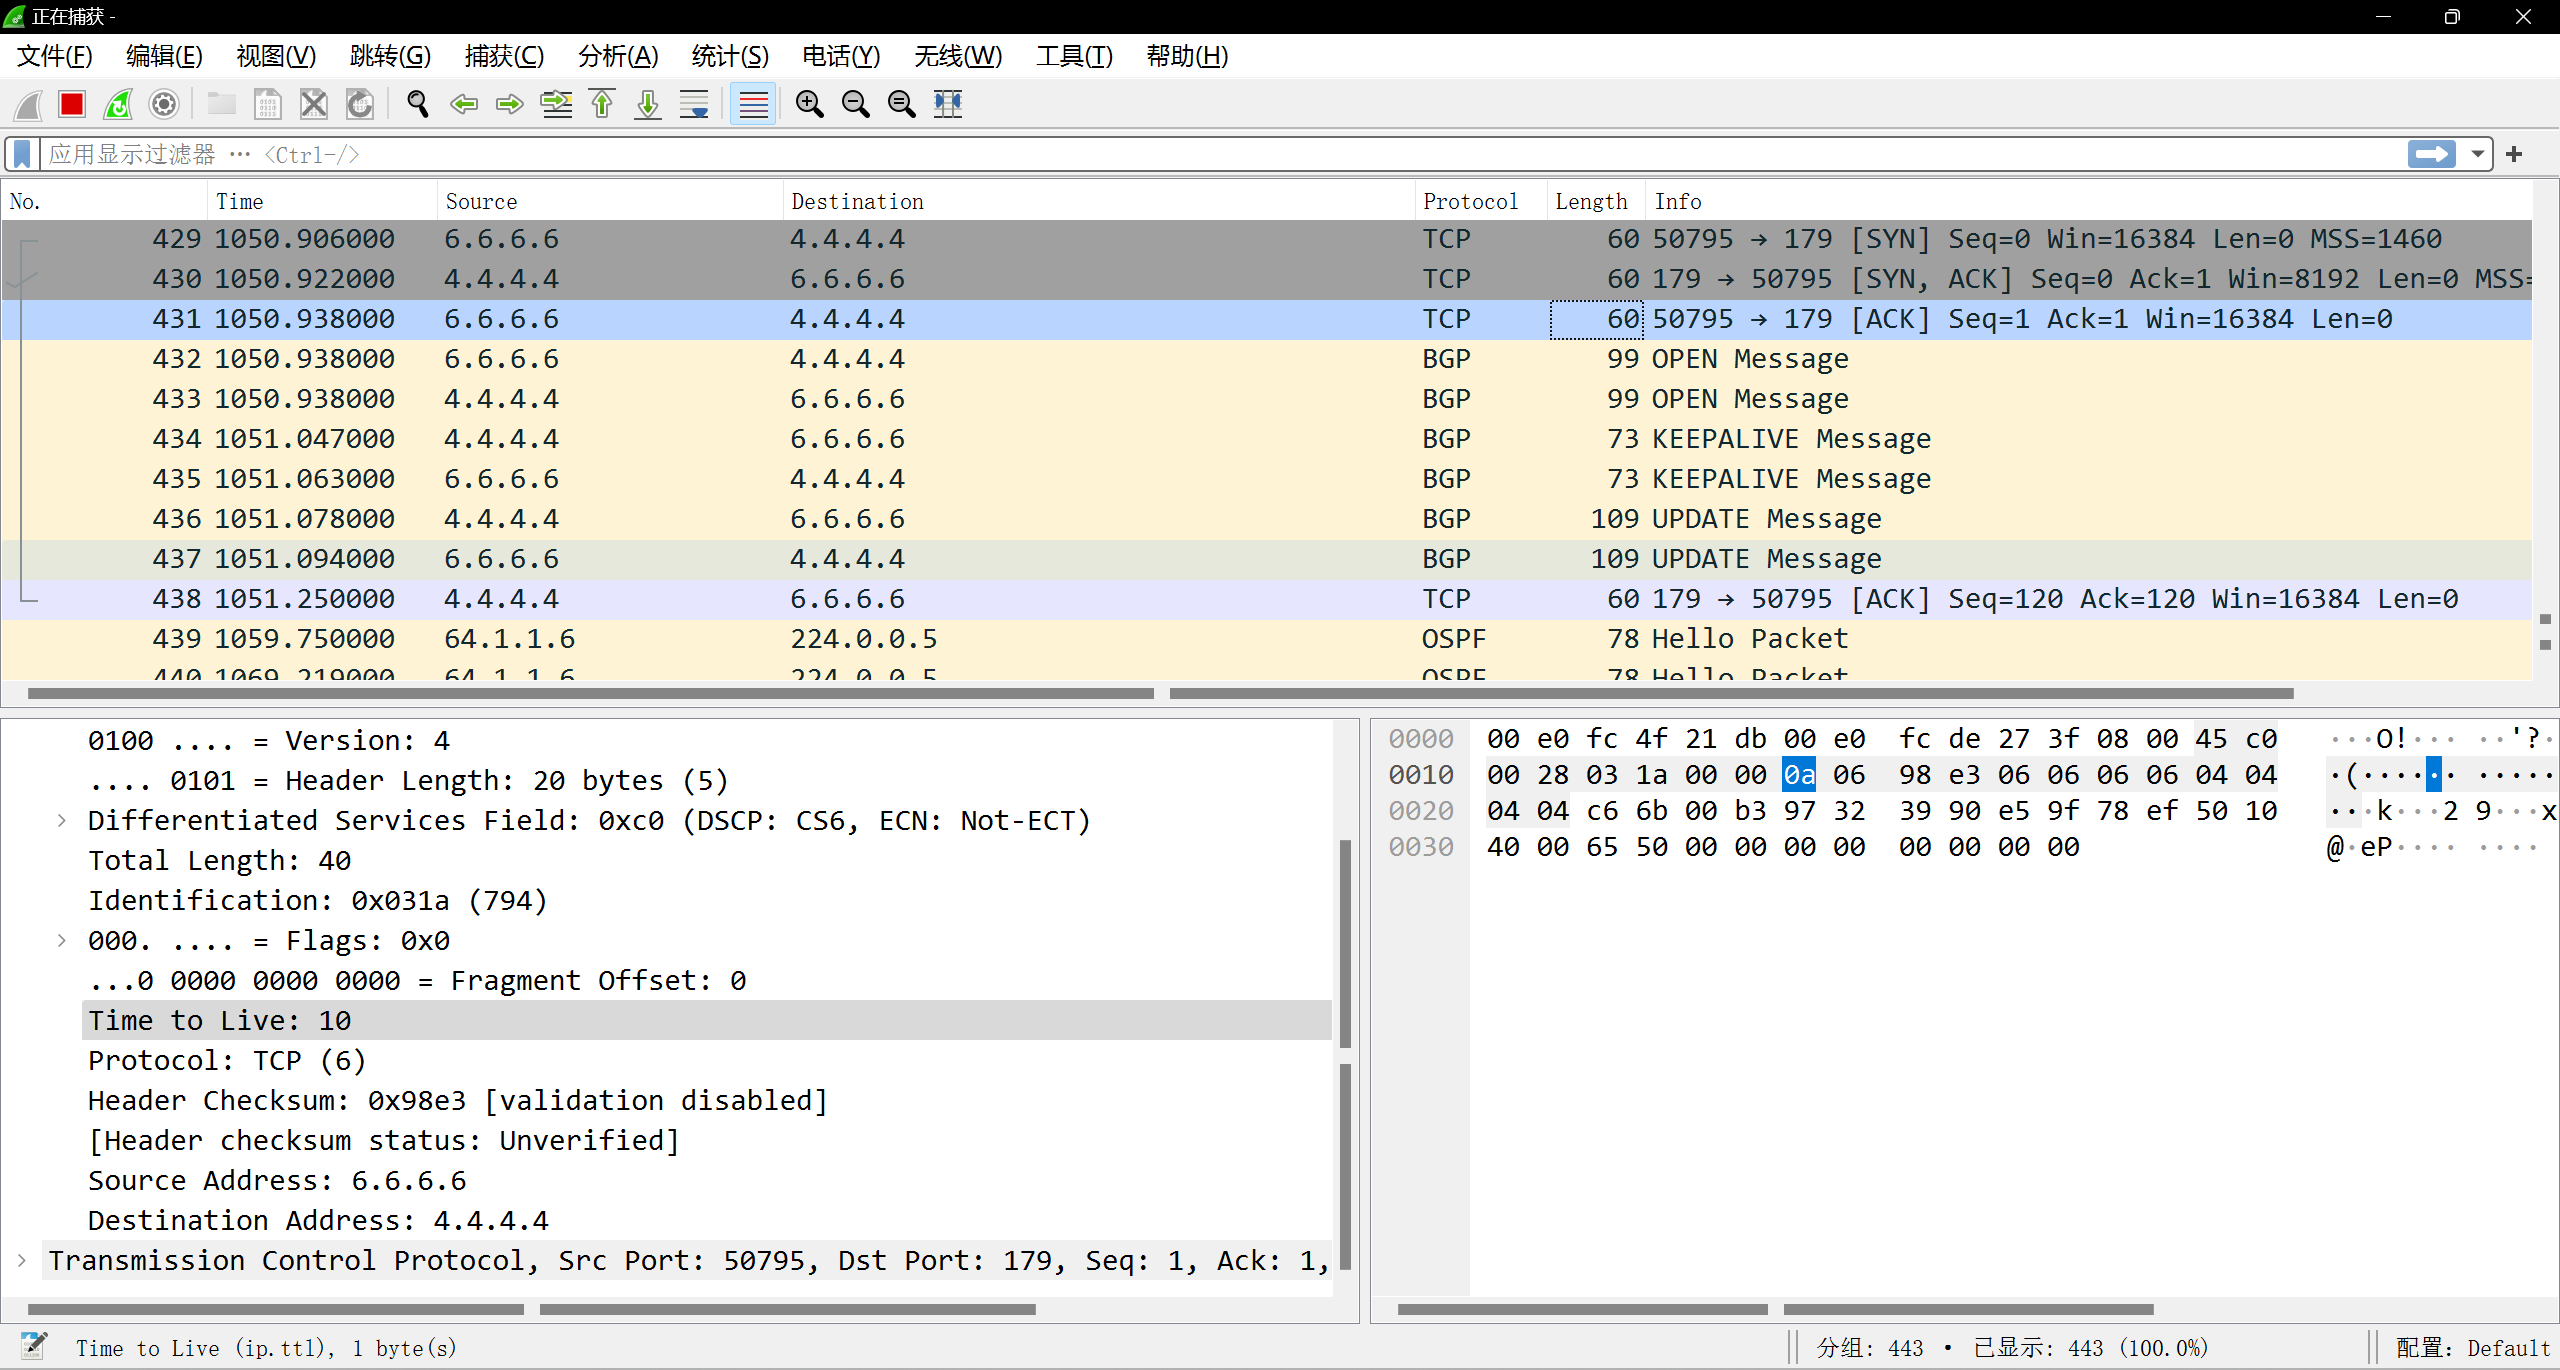 正在捕获 -
文件(F) 编辑(E) 视图(V) 跳转(G) 捕获(C) 分析(A) 统计(S) 电话(Y) 无线(W) 工具(T) 帮助(H)
应用显示过滤器 … <Ctrl-/>
No. Time Source Destination Protocol Length Info
429 1050.906000 6.6.6.6 4.4.4.4 TCP 60 50795 → 179 [SYN] Seq=0 Win=16384 Len=0 MSS=1460
430 1050.922000 4.4.4.4 6.6.6.6 TCP 60 179 → 50795 [SYN, ACK] Seq=0 Ack=1 Win=8192 Len=0 MSS=
431 1050.938000 6.6.6.6 4.4.4.4 TCP 60 50795 → 179 [ACK] Seq=1 Ack=1 Win=16384 Len=0
432 1050.938000 6.6.6.6 4.4.4.4 BGP 99 OPEN Message
433 1050.938000 4.4.4.4 6.6.6.6 BGP 99 OPEN Message
434 1051.047000 4.4.4.4 6.6.6.6 BGP 73 KEEPALIVE Message
435 1051.063000 6.6.6.6 4.4.4.4 BGP 73 KEEPALIVE Message
436 1051.078000 4.4.4.4 6.6.6.6 BGP 109 UPDATE Message
437 1051.094000 6.6.6.6 4.4.4.4 BGP 109 UPDATE Message
438 1051.250000 4.4.4.4 6.6.6.6 TCP 60 179 → 50795 [ACK] Seq=120 Ack=120 Win=16384 Len=0
439 1059.750000 64.1.1.6 224.0.0.5 OSPF 78 Hello Packet
440 1069.219000 64.1.1.6 224.0.0.5 OSPF 78 Hello Packet
0100 .... = Version: 4
.... 0101 = Header Length: 20 bytes (5)
Differentiated Services Field: 0xc0 (DSCP: CS6, ECN: Not-ECT)
Total Length: 40
Identification: 0x031a (794)
000. .... = Flags: 0x0
...0 0000 0000 0000 = Fragment Offset: 0
Time to Live: 10
Protocol: TCP (6)
Header Checksum: 0x98e3 [validation disabled]
[Header checksum status: Unverified]
Source Address: 6.6.6.6
Destination Address: 4.4.4.4
Transmission Control Protocol, Src Port: 50795, Dst Port: 179, Seq: 1, Ack: 1,
0000 00 e0 fc 4f 21 db 00 e0 fc de 27 3f 08 00 45 c0 ···O!··· ··'?·
0010 00 28 03 1a 00 00 0a 06 98 e3 06 06 06 06 04 04 ·(······ ·····
0020 04 04 c6 6b 00 b3 97 32 39 90 e5 9f 78 ef 50 10 ···k···2 9···x
0030 40 00 65 50 00 00 00 00 00 00 00 00 @·eP···· ····
Time to Live (ip.ttl), 1 byte(s)
分组: 443 · 已显示: 443 (100.0%)
配置: Default